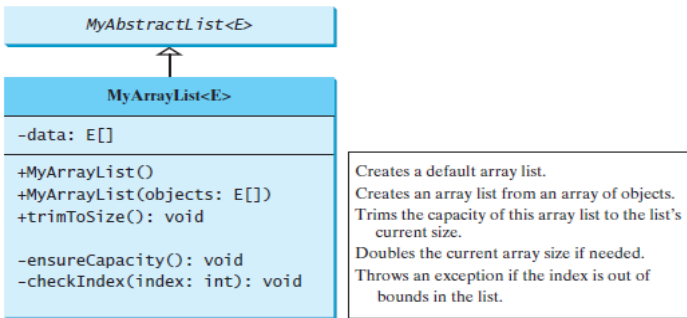 MyAbstractList<E>
MyArrayList<E>
-data: E[]
+MyArrayList()
+MyArrayList(objects: E[])
+trimToSize(): void
-ensureCapacity(): void
-checkIndex(index: int): void
Creates a default array list.
Creates an array list from an array of objects.
Trims the capacity of this array list to the list's
current size.
Doubles the current array size if needed.
Throws an exception if the index is out of
bounds in the list.